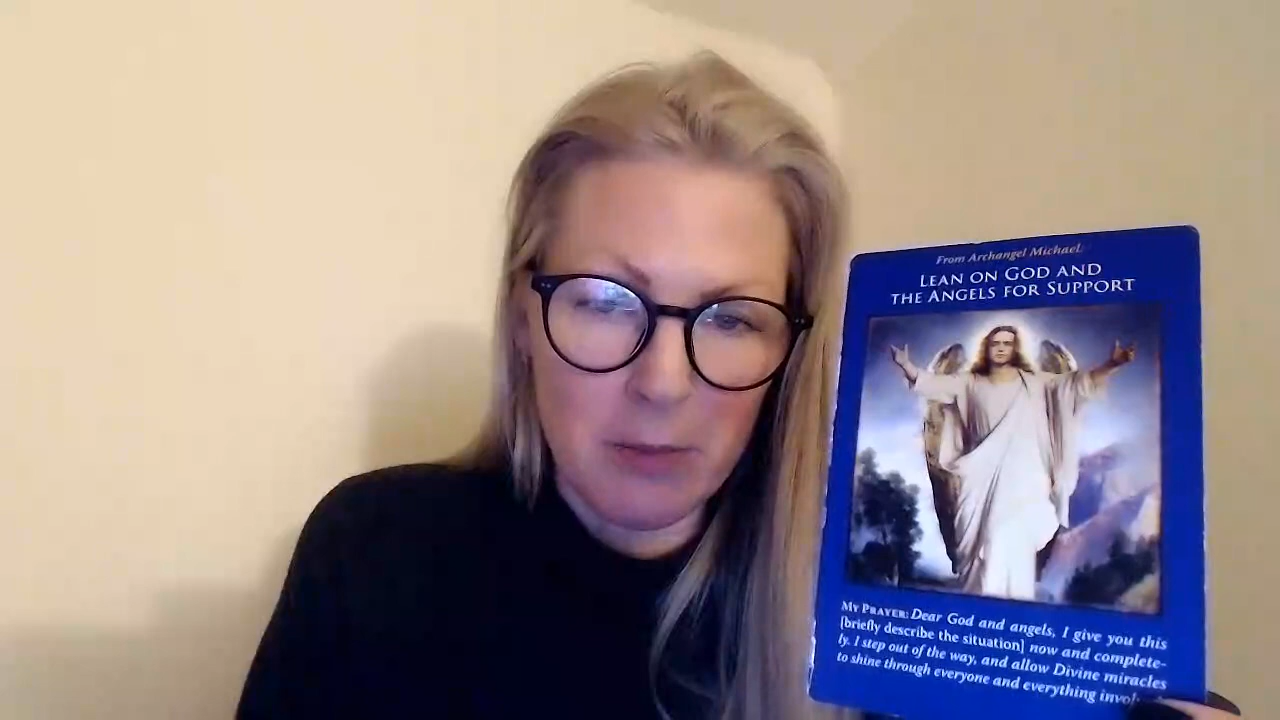 From Archangel Michael:
LEAN ON GOD AND
THE ANGELS FOR SUPPORT
MY PRAYER: Dear God and angels, I give you this
[briefly describe the situation] now and complete-
ly. I step out of the way, and allow Divine miracles
to shine through everyone and everything